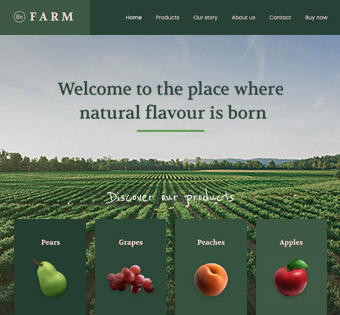 Be FARM
Home Products Our story About us Contact Buy now
Welcome to the place where
natural flavour is born
Discover our products
Pears Grapes Peaches Apples